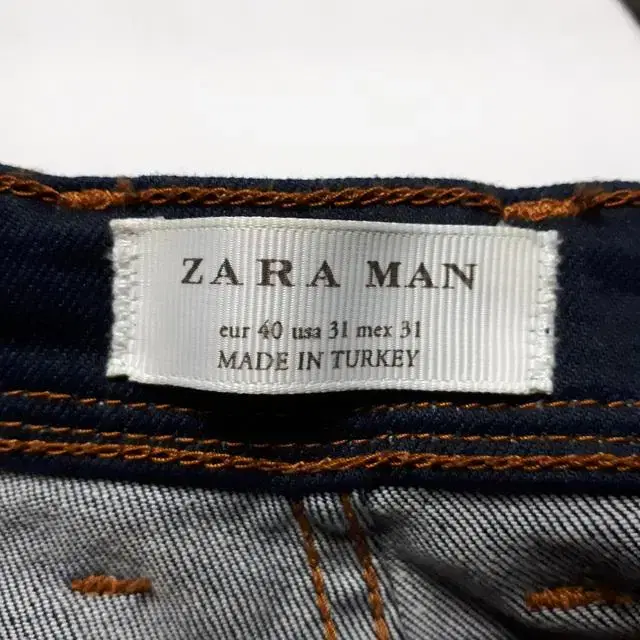 ZARA MAN
eur 40 usa 31 mex 31
MADE IN TURKEY